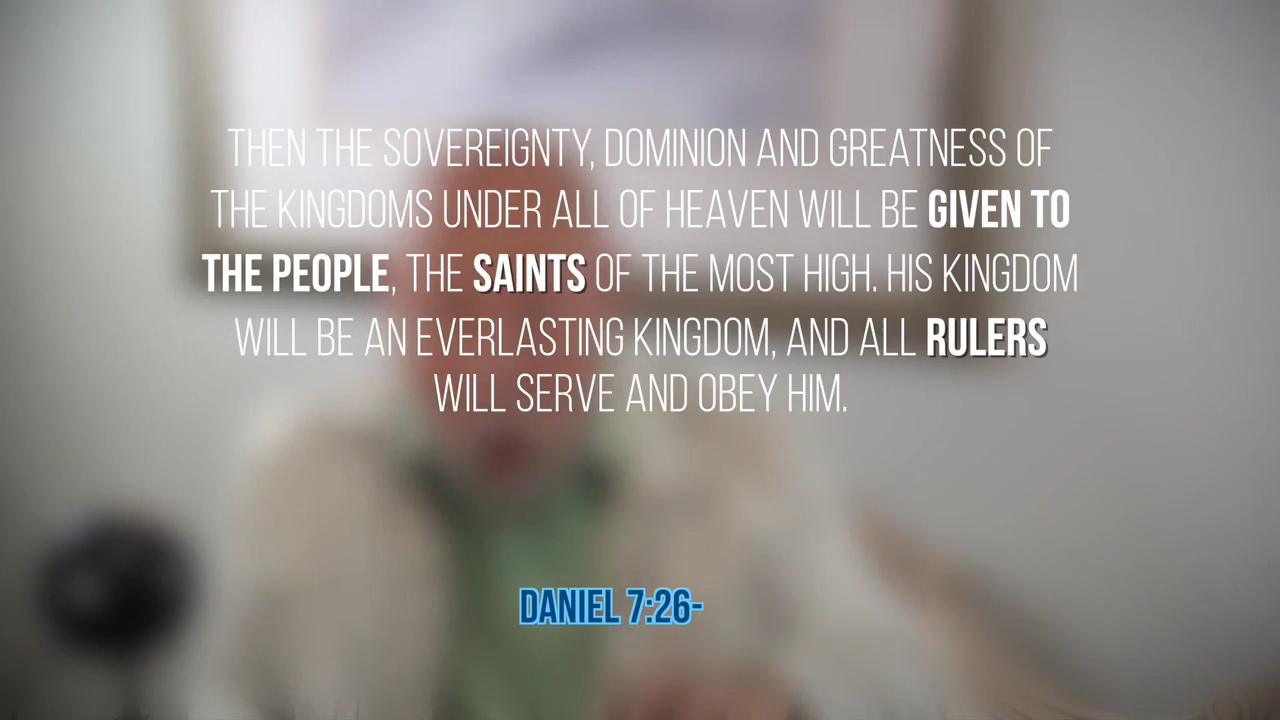 THEN THE SOVEREIGNTY, DOMINION AND GREATNESS OF
THE KINGDOMS UNDER ALL OF HEAVEN WILL BE GIVEN TO
THE PEOPLE, THE SAINTS OF THE MOST HIGH. HIS KINGDOM
WILL BE AN EVERLASTING KINGDOM, AND ALL RULERS
WILL SERVE AND OBEY HIM.
DANIEL 7:26-